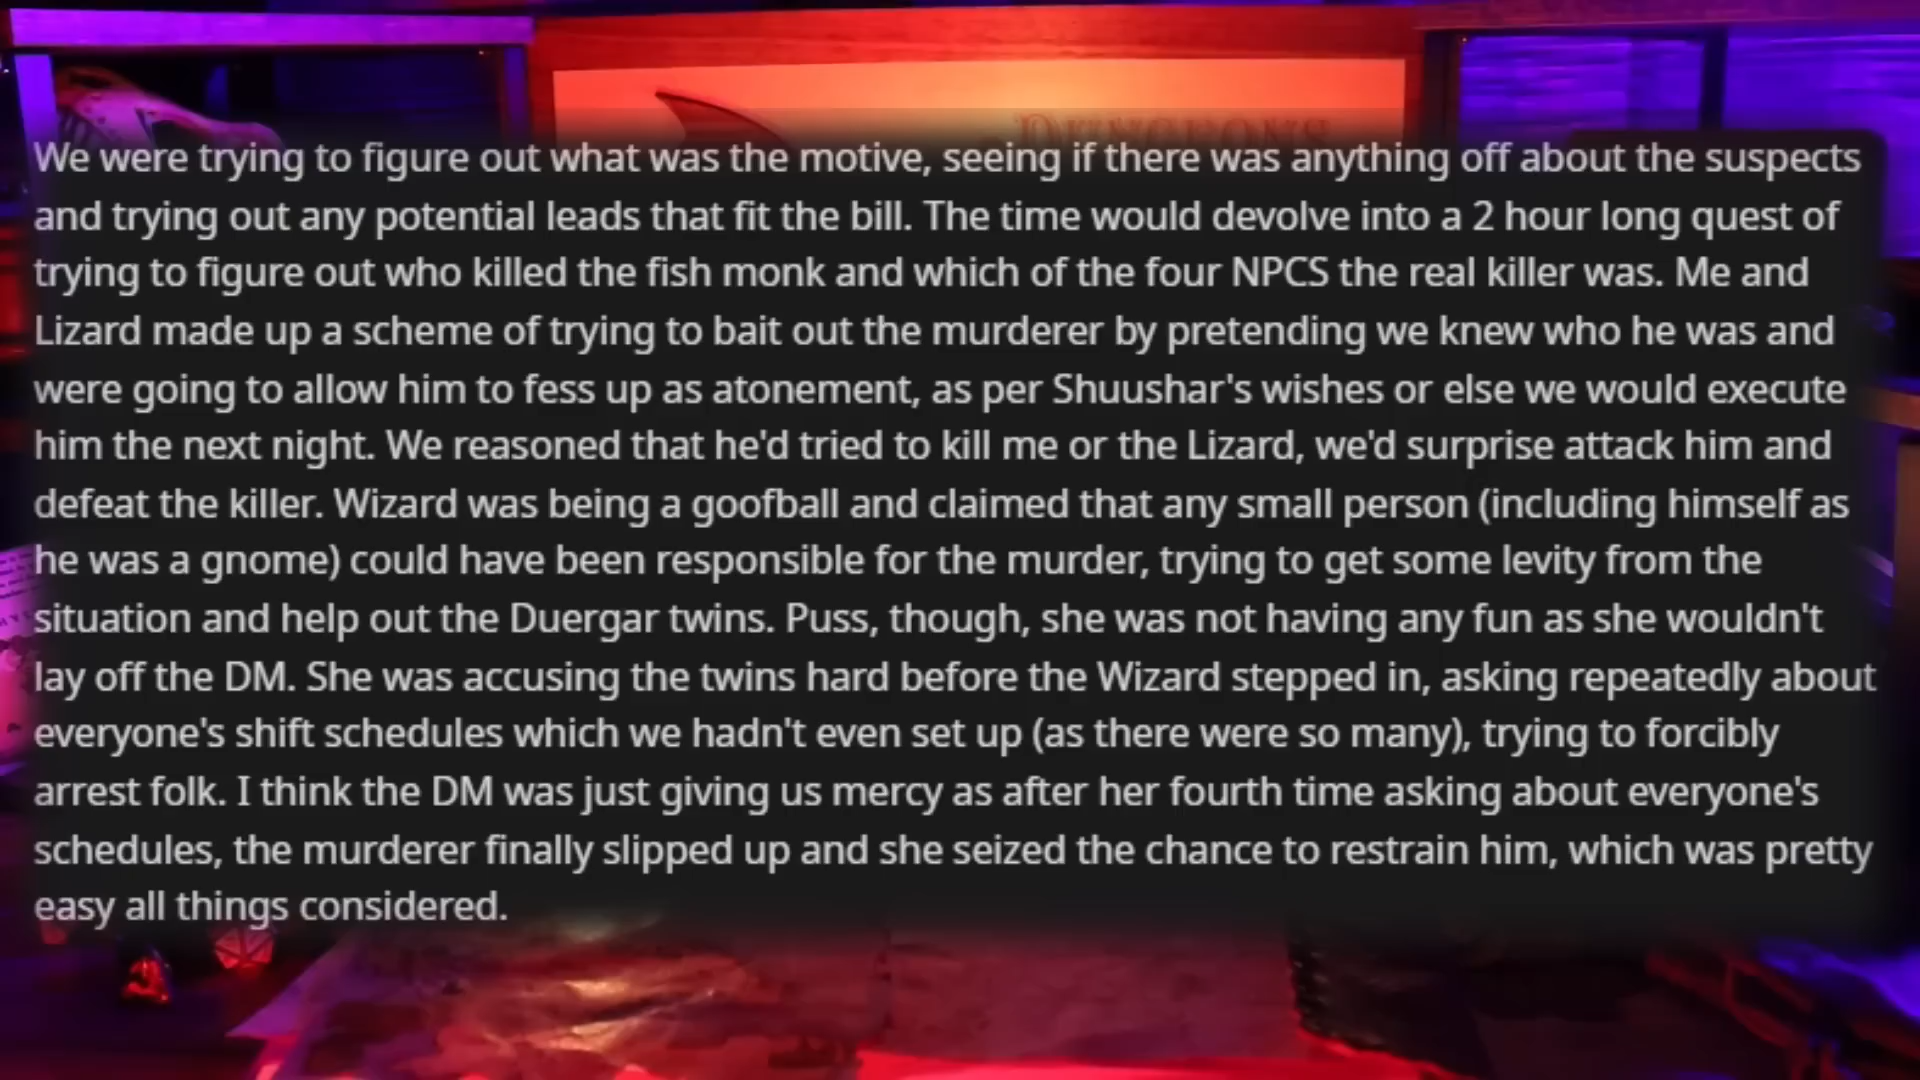 DUNGEONS
We were trying to figure out what was the motive, seeing if there was anything off about the suspects
and trying out any potential leads that fit the bill. The time would devolve into a 2 hour long quest of
trying to figure out who killed the fish monk and which of the four NPCS the real killer was. Me and
Lizard made up a scheme of trying to bait out the murderer by pretending we knew who he was and
were going to allow him to fess up as atonement, as per Shuushar's wishes or else we would execute
him the next night. We reasoned that he'd tried to kill me or the Lizard, we'd surprise attack him and
defeat the killer. Wizard was being a goofball and claimed that any small person (including himself as
he was a gnome) could have been responsible for the murder, trying to get some levity from the
situation and help out the Duergar twins. Puss, though, she was not having any fun as she wouldn't
lay off the DM. She was accusing the twins hard before the Wizard stepped in, asking repeatedly about
everyone's shift schedules which we hadn't even set up (as there were so many), trying to forcibly
arrest folk. I think the DM was just giving us mercy as after her fourth time asking about everyone's
schedules, the murderer finally slipped up and she seized the chance to restrain him, which was pretty
easy all things considered.